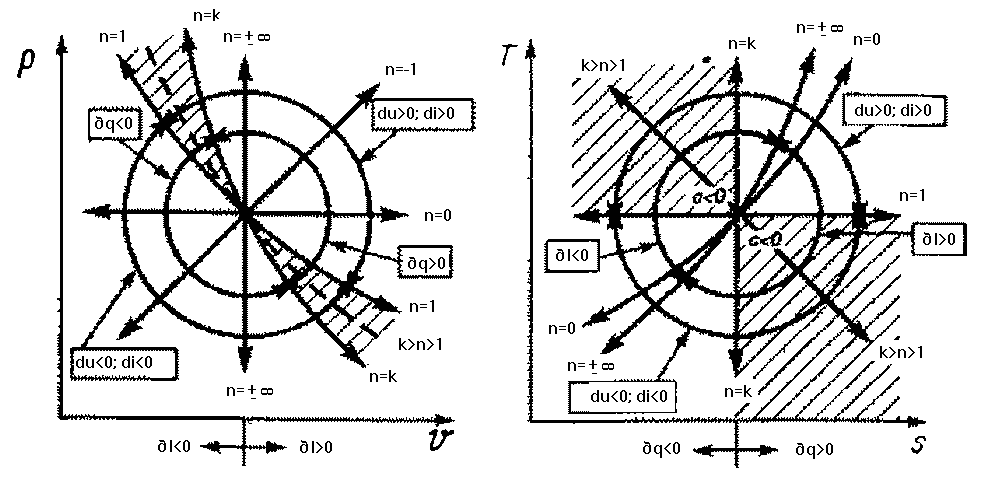 n=k
n=1
n=± ∞
p
n=-1
∂q<0
du>0; di>0
n=0
∂q>0
n=1
k>n>1
du<0; di<0
n=k
n=± ∞
v
∂l<0
∂l>0
n=± ∞
T
n=k
n=0
k>n>1
du>0; di>0
n=1
c<0
c<0
∂l<0
∂l>0
n=0
k>n>1
n=± ∞
n=k
du<0; di<0
s
∂q<0
∂q>0